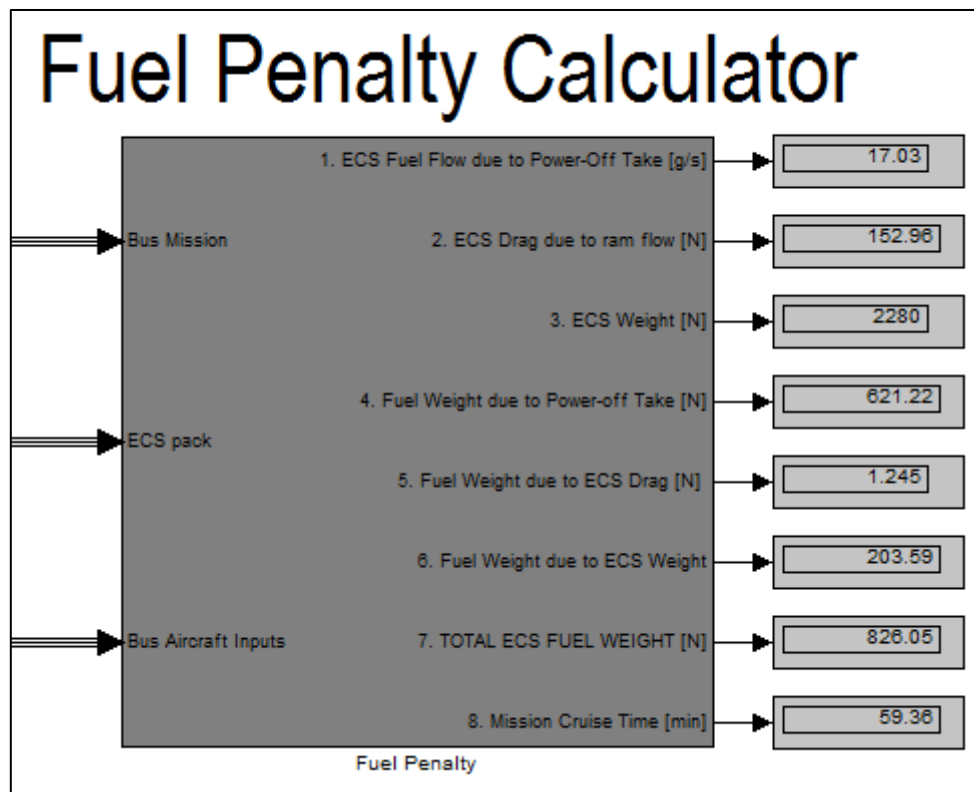 Fuel Penalty Calculator
1. ECS Fuel Flow due to Power-Off Take [g/s]
17.03
Bus Mission
2. ECS Drag due to ram flow [N]
152.96
3. ECS Weight [N]
2280
4. Fuel Weight due to Power-off Take [N]
621.22
ECS pack
5. Fuel Weight due to ECS Drag [N]
1.245
6. Fuel Weight due to ECS Weight
203.59
Bus Aircraft Inputs
7. TOTAL ECS FUEL WEIGHT [N]
826.05
8. Mission Cruise Time [min]
59.36
Fuel Penalty